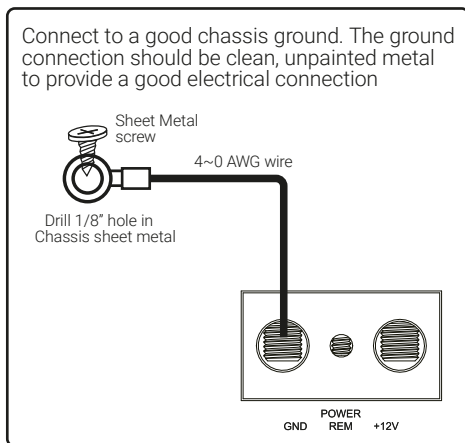 Connect to a good chassis ground. The ground
connection should be clean, unpainted metal
to provide a good electrical connection
Sheet Metal
screw
4~0 AWG wire
Drill 1/8” hole in
Chassis sheet metal
POWER
GND REM +12V